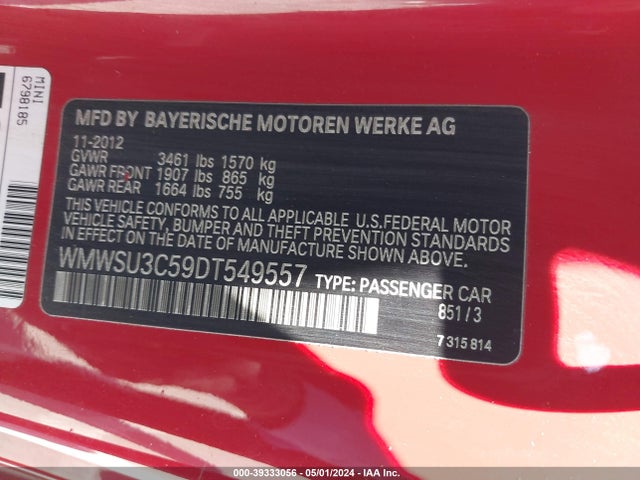 MINI
6798185
MFD BY BAYERISCHE MOTOREN WERKE AG
11-2012
GVWR 3461 lbs 1570 kg
GAWR FRONT 1907 lbs 865 kg
GAWR REAR 1664 lbs 755 kg
THIS VEHICLE CONFORMS TO ALL APPLICABLE U.S.FEDERAL MOTOR
VEHICLE SAFETY, BUMPER, AND THEFT PREVENTION STANDARDS
IN EFFECT ON THE DATE OF MANUFACTURE SHOWN ABOVE.
WMWSU3C59DT549557 TYPE: PASSENGER CAR
851/3
7 315 814
000-39333056 - 05/01/2024 - IAA Inc.